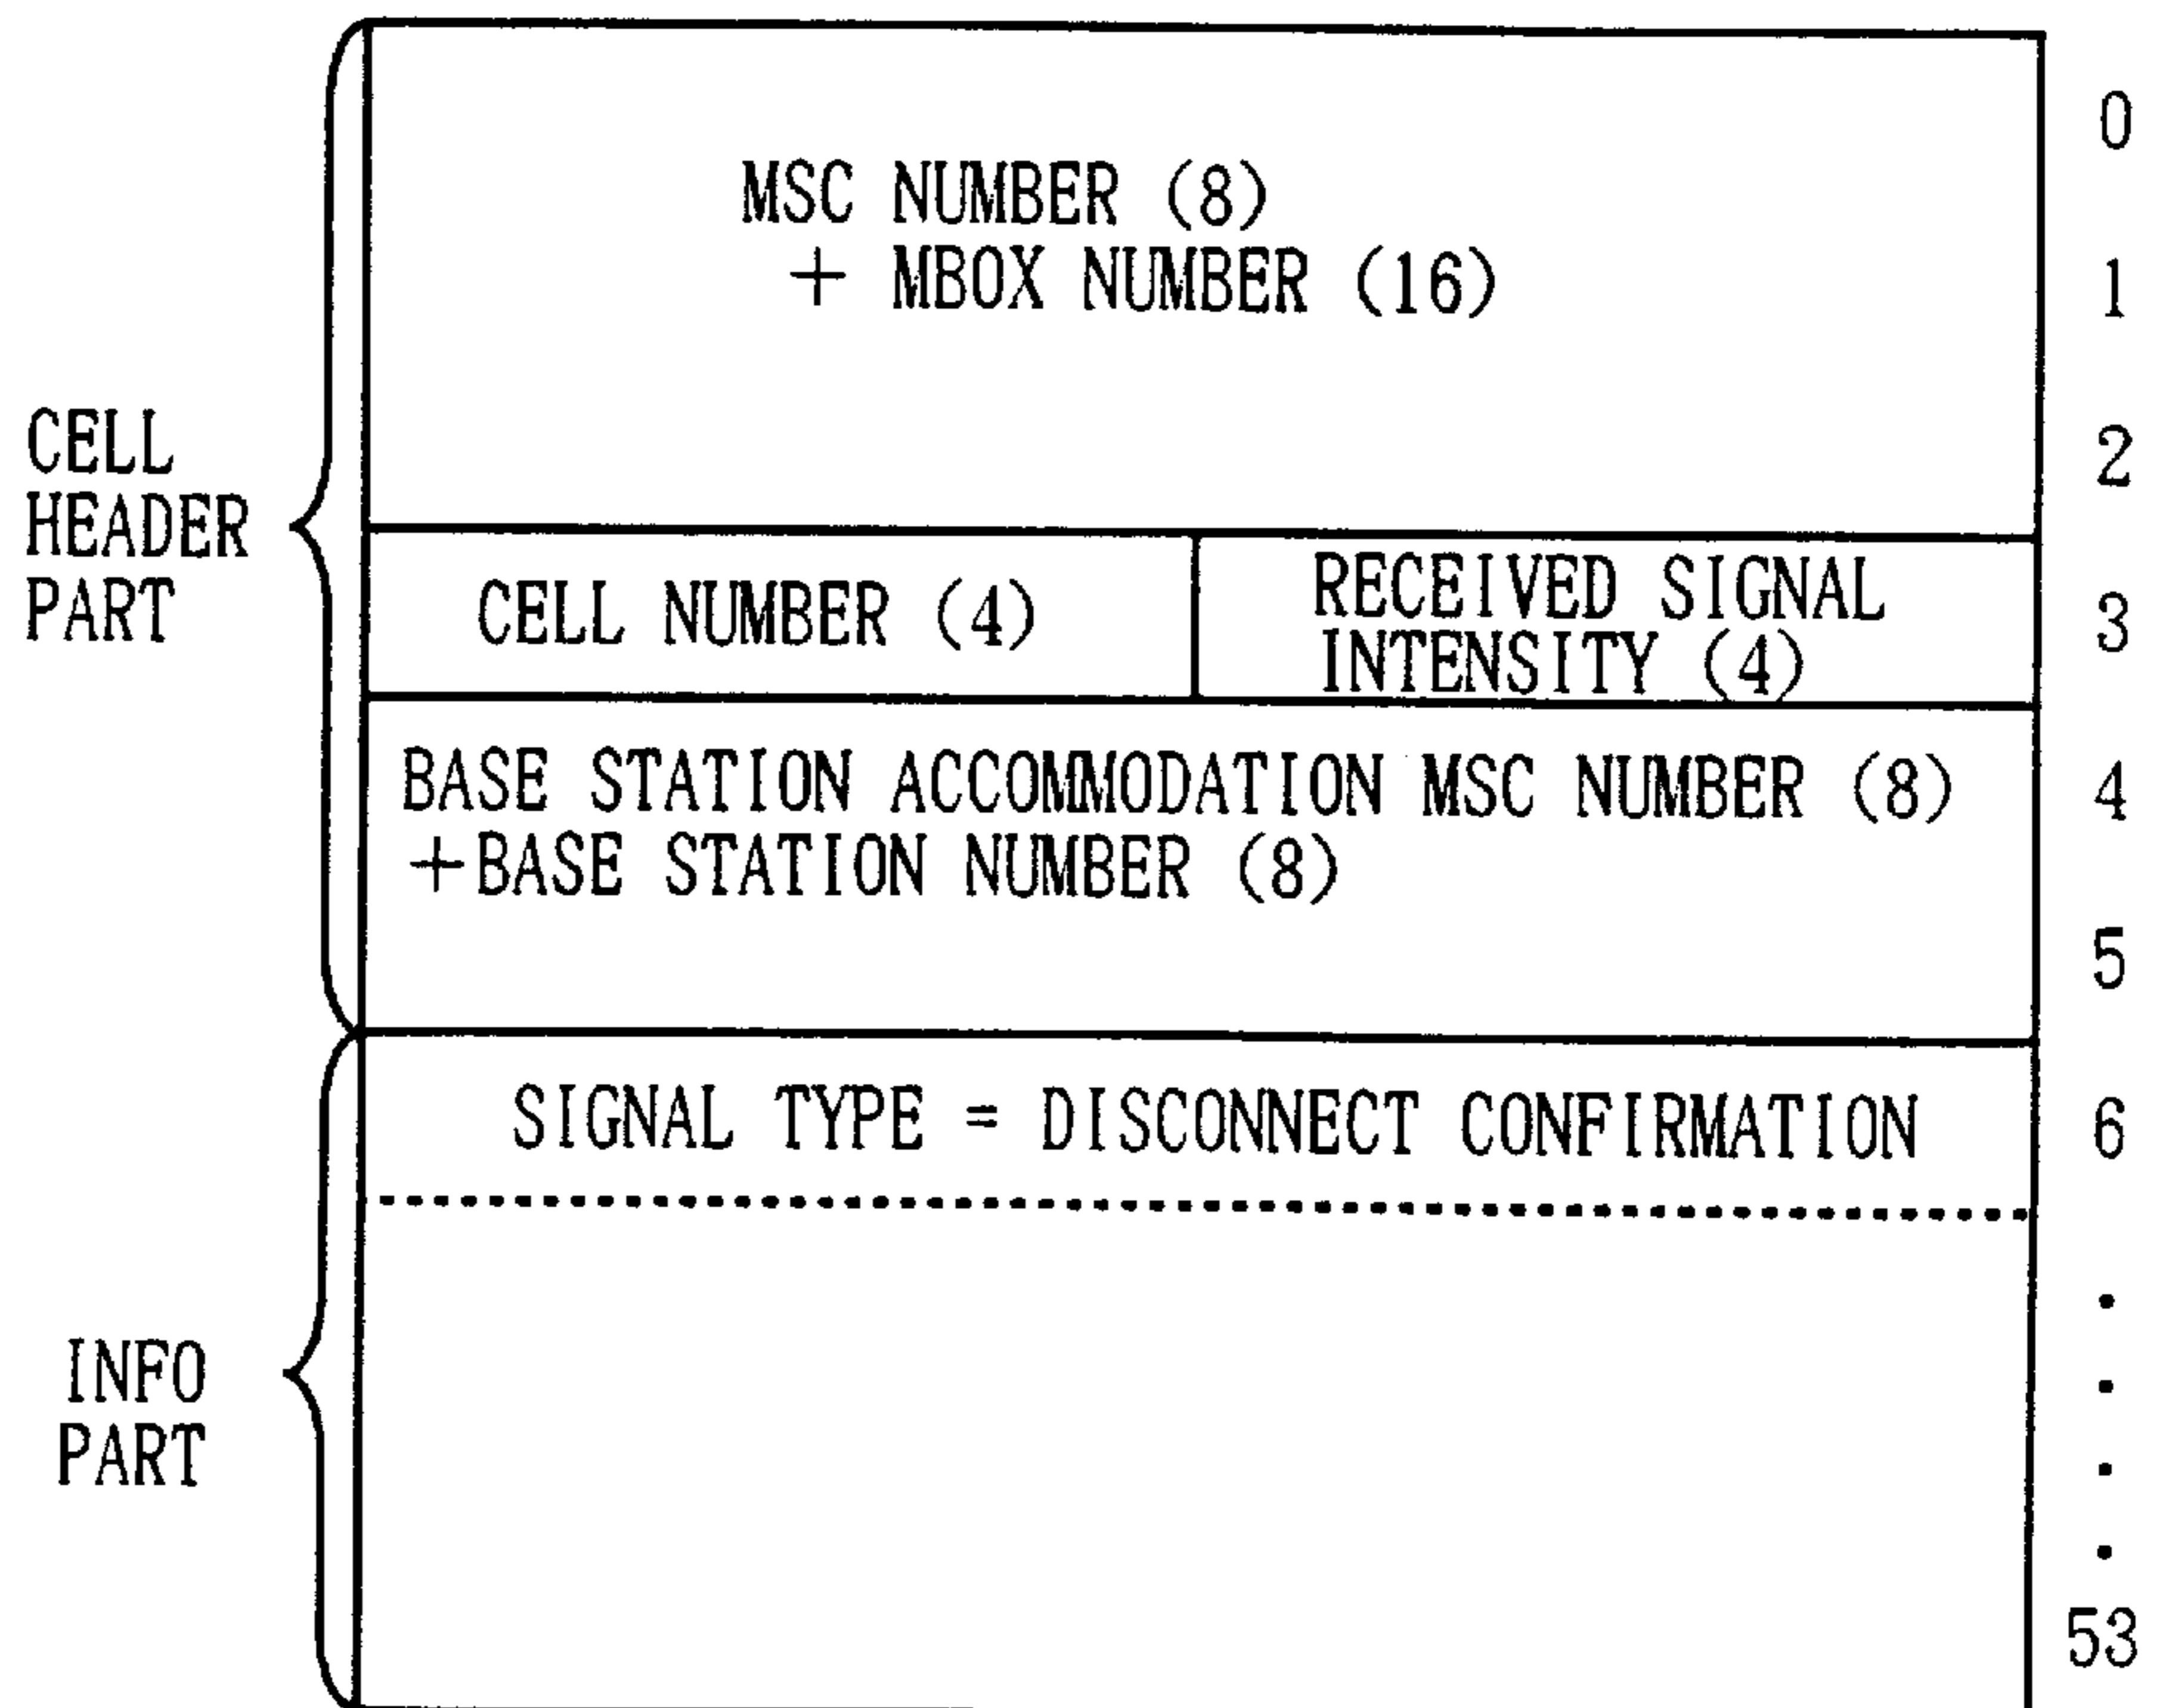 0
MSC NUMBER (8)
+ MBOX NUMBER (16)
1
2
CELL
HEADER
PART
CELL NUMBER (4)
RECEIVED SIGNAL
INTENSITY (4)
3
BASE STATION ACCOMMODATION MSC NUMBER (8)
+BASE STATION NUMBER (8)
4
5
SIGNAL TYPE = DISCONNECT CONFIRMATION
6
INFO
PART
53